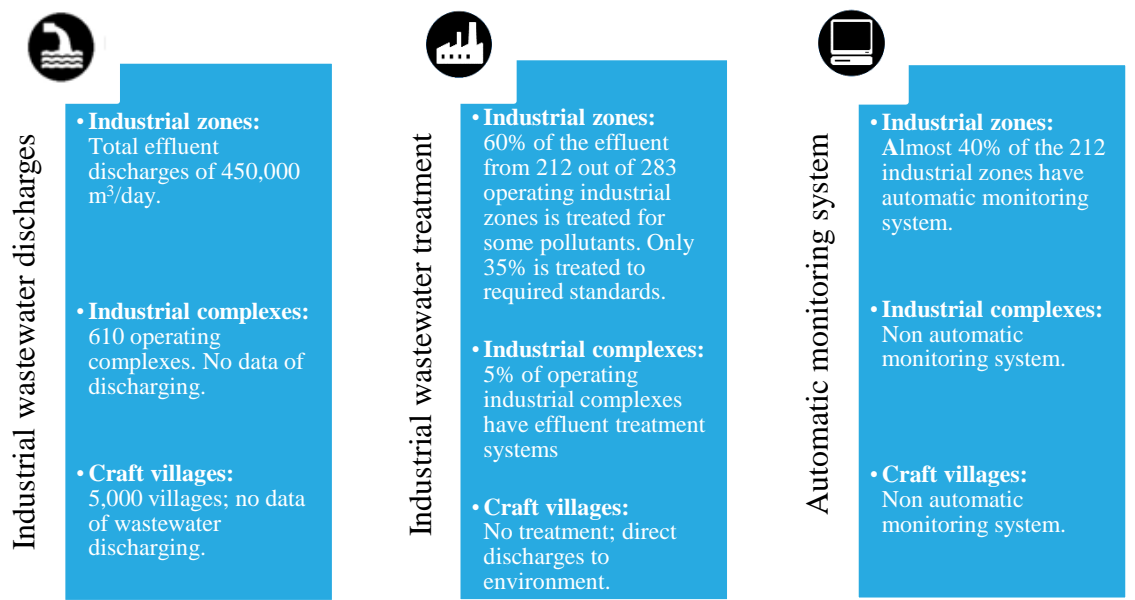 Industrial wastewater discharges
• Industrial zones:
Total effluent
discharges of 450,000
m³/day.
• Industrial complexes:
610 operating
complexes. No data of
discharging.
• Craft villages:
5,000 villages; no data
of wastewater
discharging.
Industrial wastewater treatment
• Industrial zones:
60% of the effluent
from 212 out of 283
operating industrial
zones is treated for
some pollutants. Only
35% is treated to
required standards.
• Industrial complexes:
5% of operating
industrial complexes
have effluent treatment
systems
• Craft villages:
No treatment; direct
discharges to
environment.
Automatic monitoring system
• Industrial zones:
Almost 40% of the 212
industrial zones have
automatic monitoring
system.
• Industrial complexes:
Non automatic
monitoring system.
• Craft villages:
Non automatic
monitoring system.